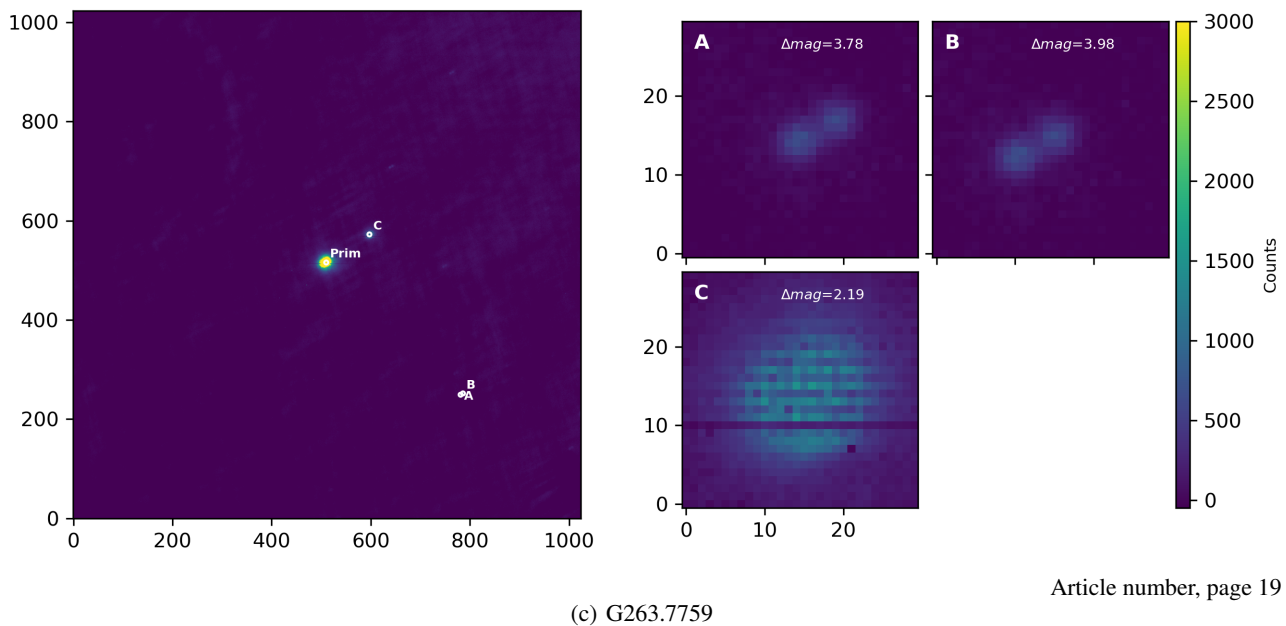 1000
800
600
400
200
0
0 200 400 600 800 1000
Prim
C
B
A
A Δmag=3.78
B Δmag=3.98
C Δmag=2.19
20
10
0
20
10
0
0 10 20
3000
2500
2000
1500
1000
500
0
Counts
Article number, page 19
(c) G263.7759